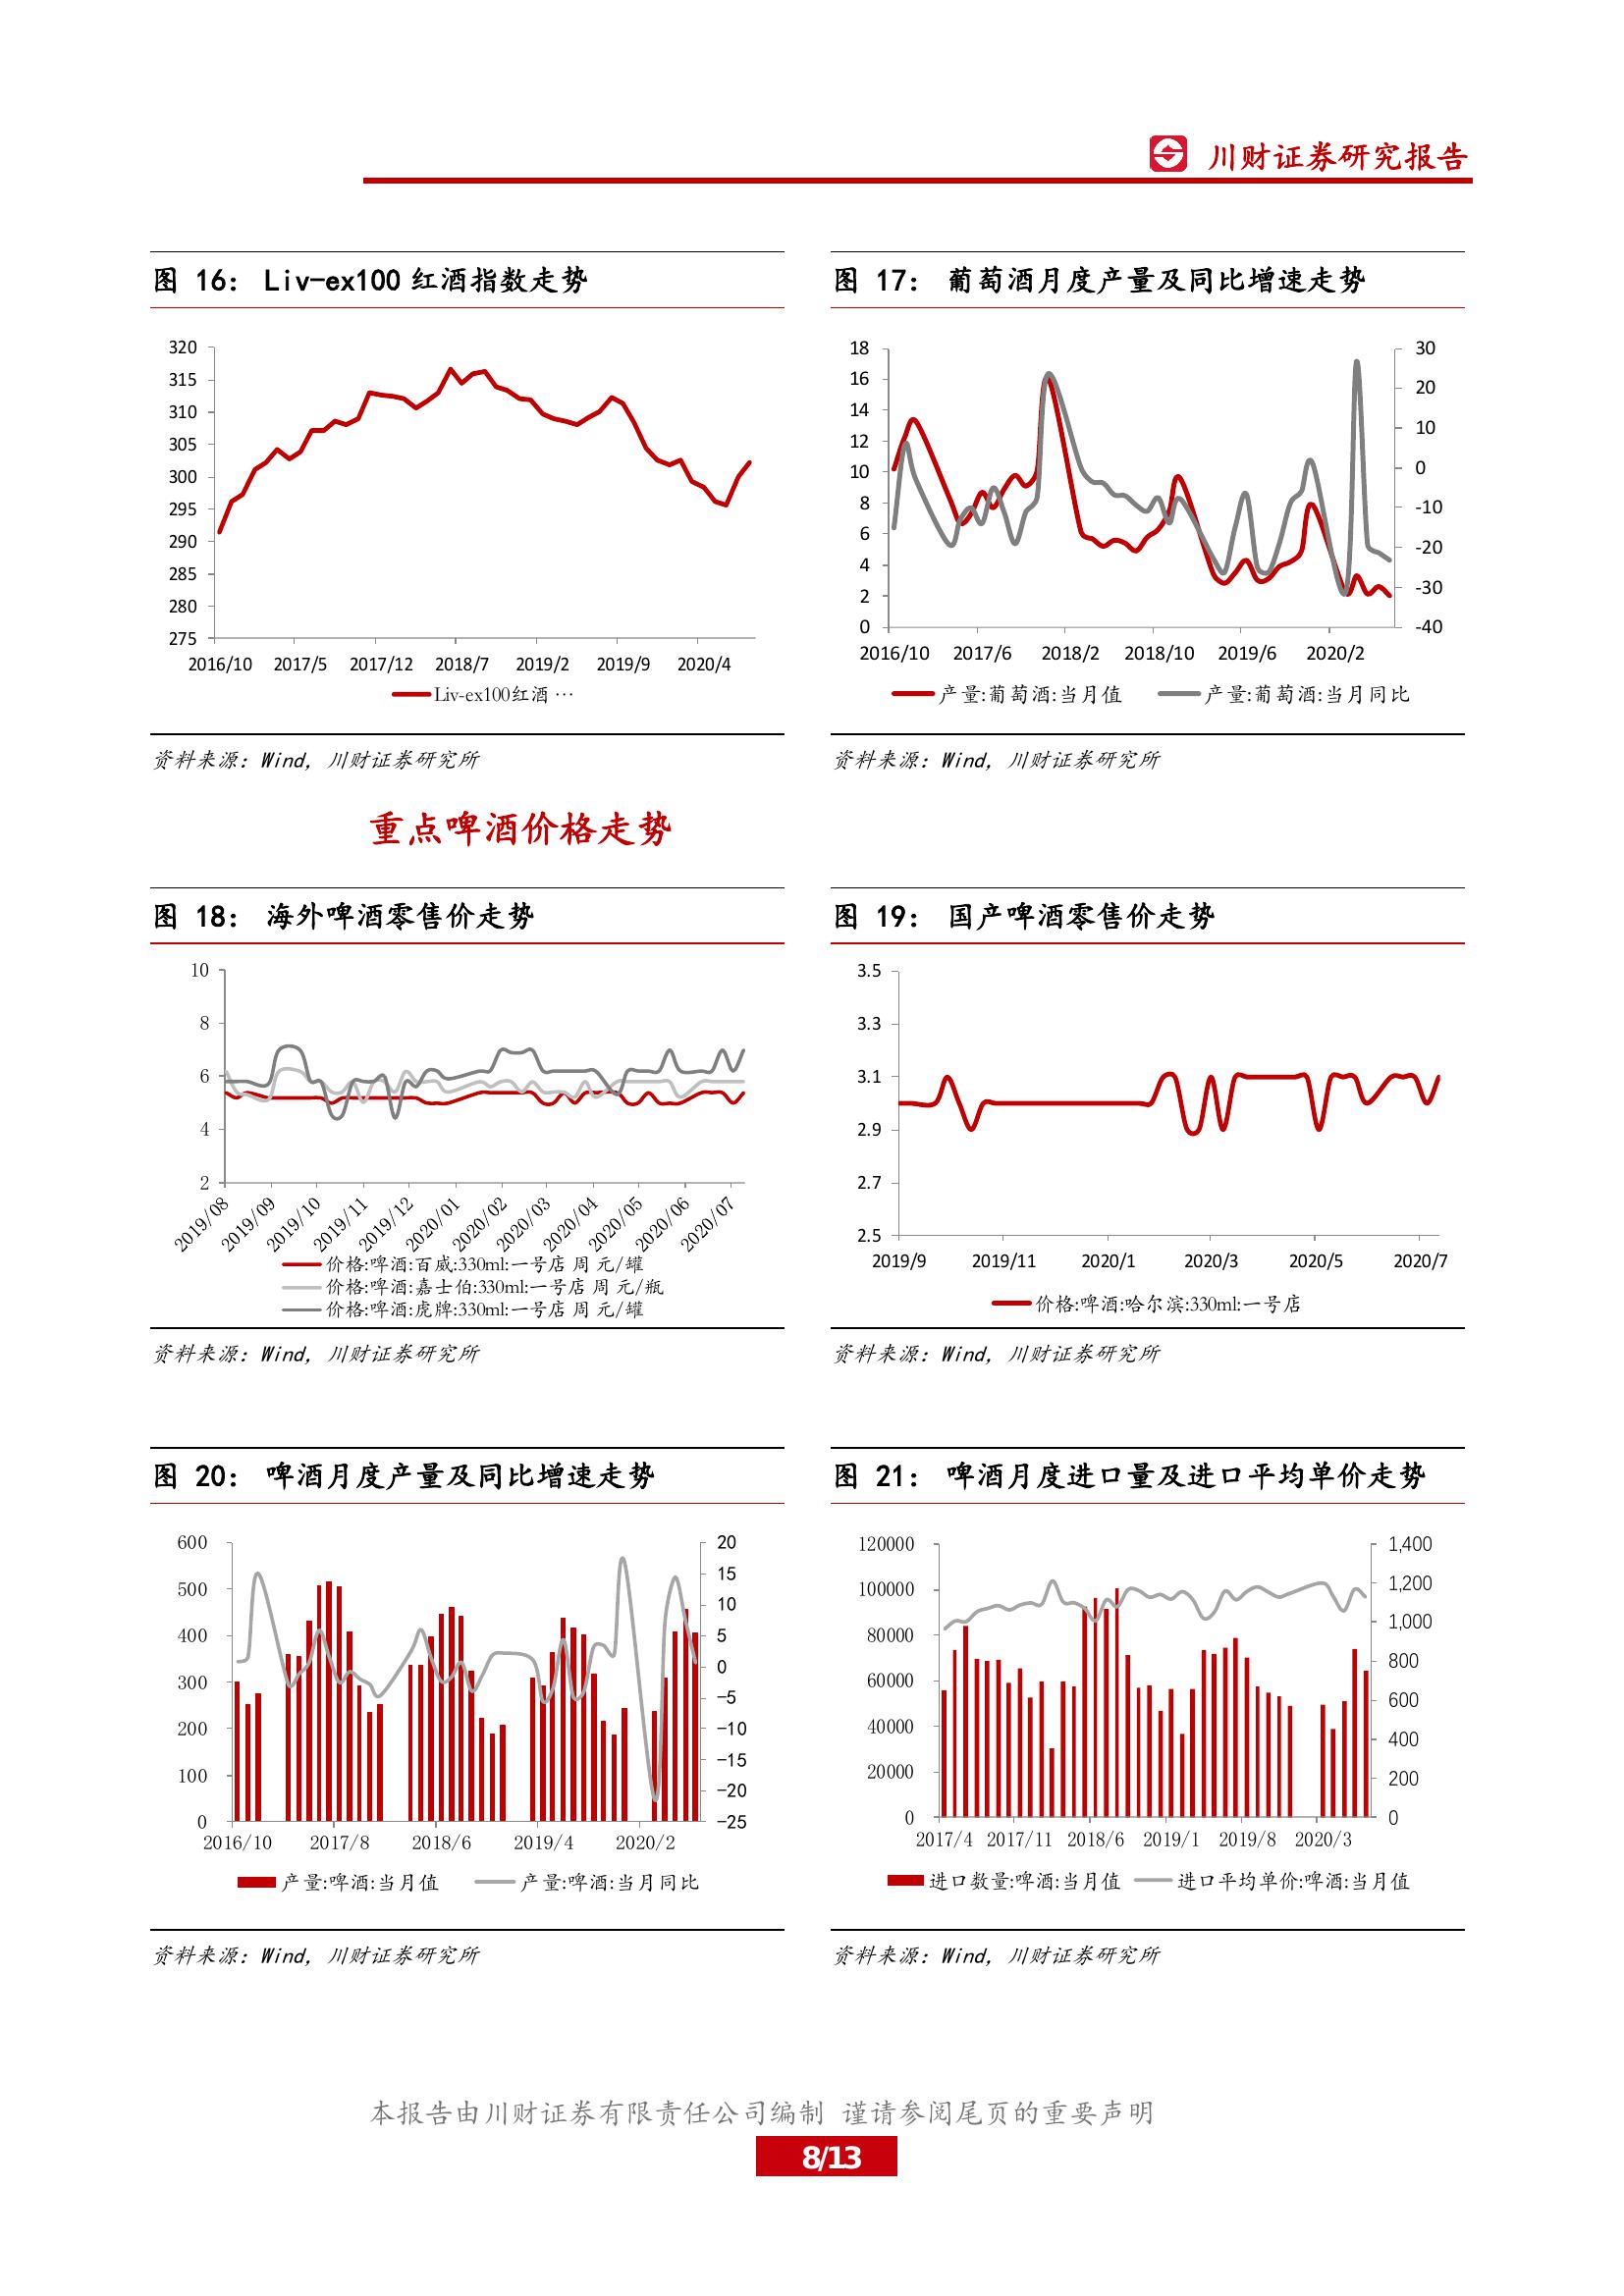 川财证券研究报告
图 16： Liv-ex100 红酒指数走势
320
315
310
305
300
295
290
285
280
275
2016/10 2017/5 2017/12 2018/7 2019/2 2019/9 2020/4
Liv-ex100红酒 …
资料来源：Wind，川财证券研究所
图 17： 葡萄酒月度产量及同比增速走势
18
16
14
12
10
8
6
4
2
0
30
20
10
0
-10
-20
-30
-40
2016/10 2017/6 2018/2 2018/10 2019/6 2020/2
产量:葡萄酒:当月值 产量:葡萄酒:当月同比
资料来源：Wind，川财证券研究所
重点啤酒价格走势
图 18： 海外啤酒零售价走势
10
8
6
4
2
2019/08 2019/09 2019/10 2019/11 2019/12 2020/01 2020/02 2020/03 2020/04 2020/05 2020/06 2020/07
价格:啤酒:百威:330ml:一号店 周 元/罐
价格:啤酒:嘉士伯:330ml:一号店 周 元/瓶
价格:啤酒:虎牌:330ml:一号店 周 元/罐
资料来源：Wind，川财证券研究所
图 19： 国产啤酒零售价走势
3.5
3.3
3.1
2.9
2.7
2.5
2019/9 2019/11 2020/1 2020/3 2020/5 2020/7
价格:啤酒:哈尔滨:330ml:一号店
资料来源：Wind，川财证券研究所
图 20： 啤酒月度产量及同比增速走势
600
500
400
300
200
100
0
20
15
10
5
0
-5
-10
-15
-20
-25
2016/10 2017/8 2018/6 2019/4 2020/2
产量:啤酒:当月值 产量:啤酒:当月同比
资料来源：Wind，川财证券研究所
图 21： 啤酒月度进口量及进口平均单价走势
120000
100000
80000
60000
40000
20000
0
1,400
1,200
1,000
800
600
400
200
0
2017/4 2017/11 2018/6 2019/1 2019/8 2020/3
进口数量:啤酒:当月值 进口平均单价:啤酒:当月值
资料来源：Wind，川财证券研究所
本报告由川财证券有限责任公司编制 谨请参阅尾页的重要声明
8/13